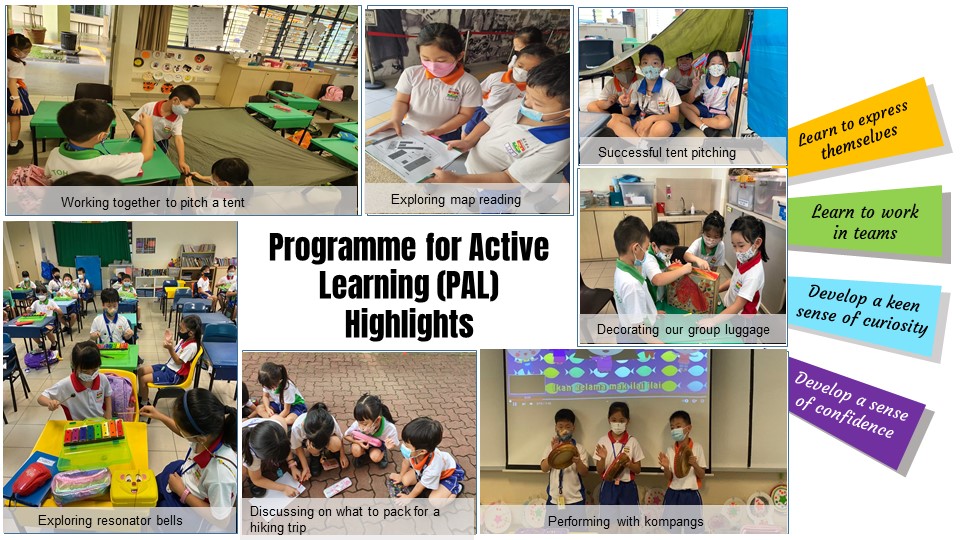 Working together to pitch a tent
Exploring map reading
Successful tent pitching
Learn to express
themselves
Learn to work
in teams
Programme for Active
Learning (PAL)
Highlights
Decorating our group luggage
Develop a keen
sense of curiosity
Develop a sense
of confidence
Exploring resonator bells
Discussing on what to pack for a
hiking trip
Performing with kompangs